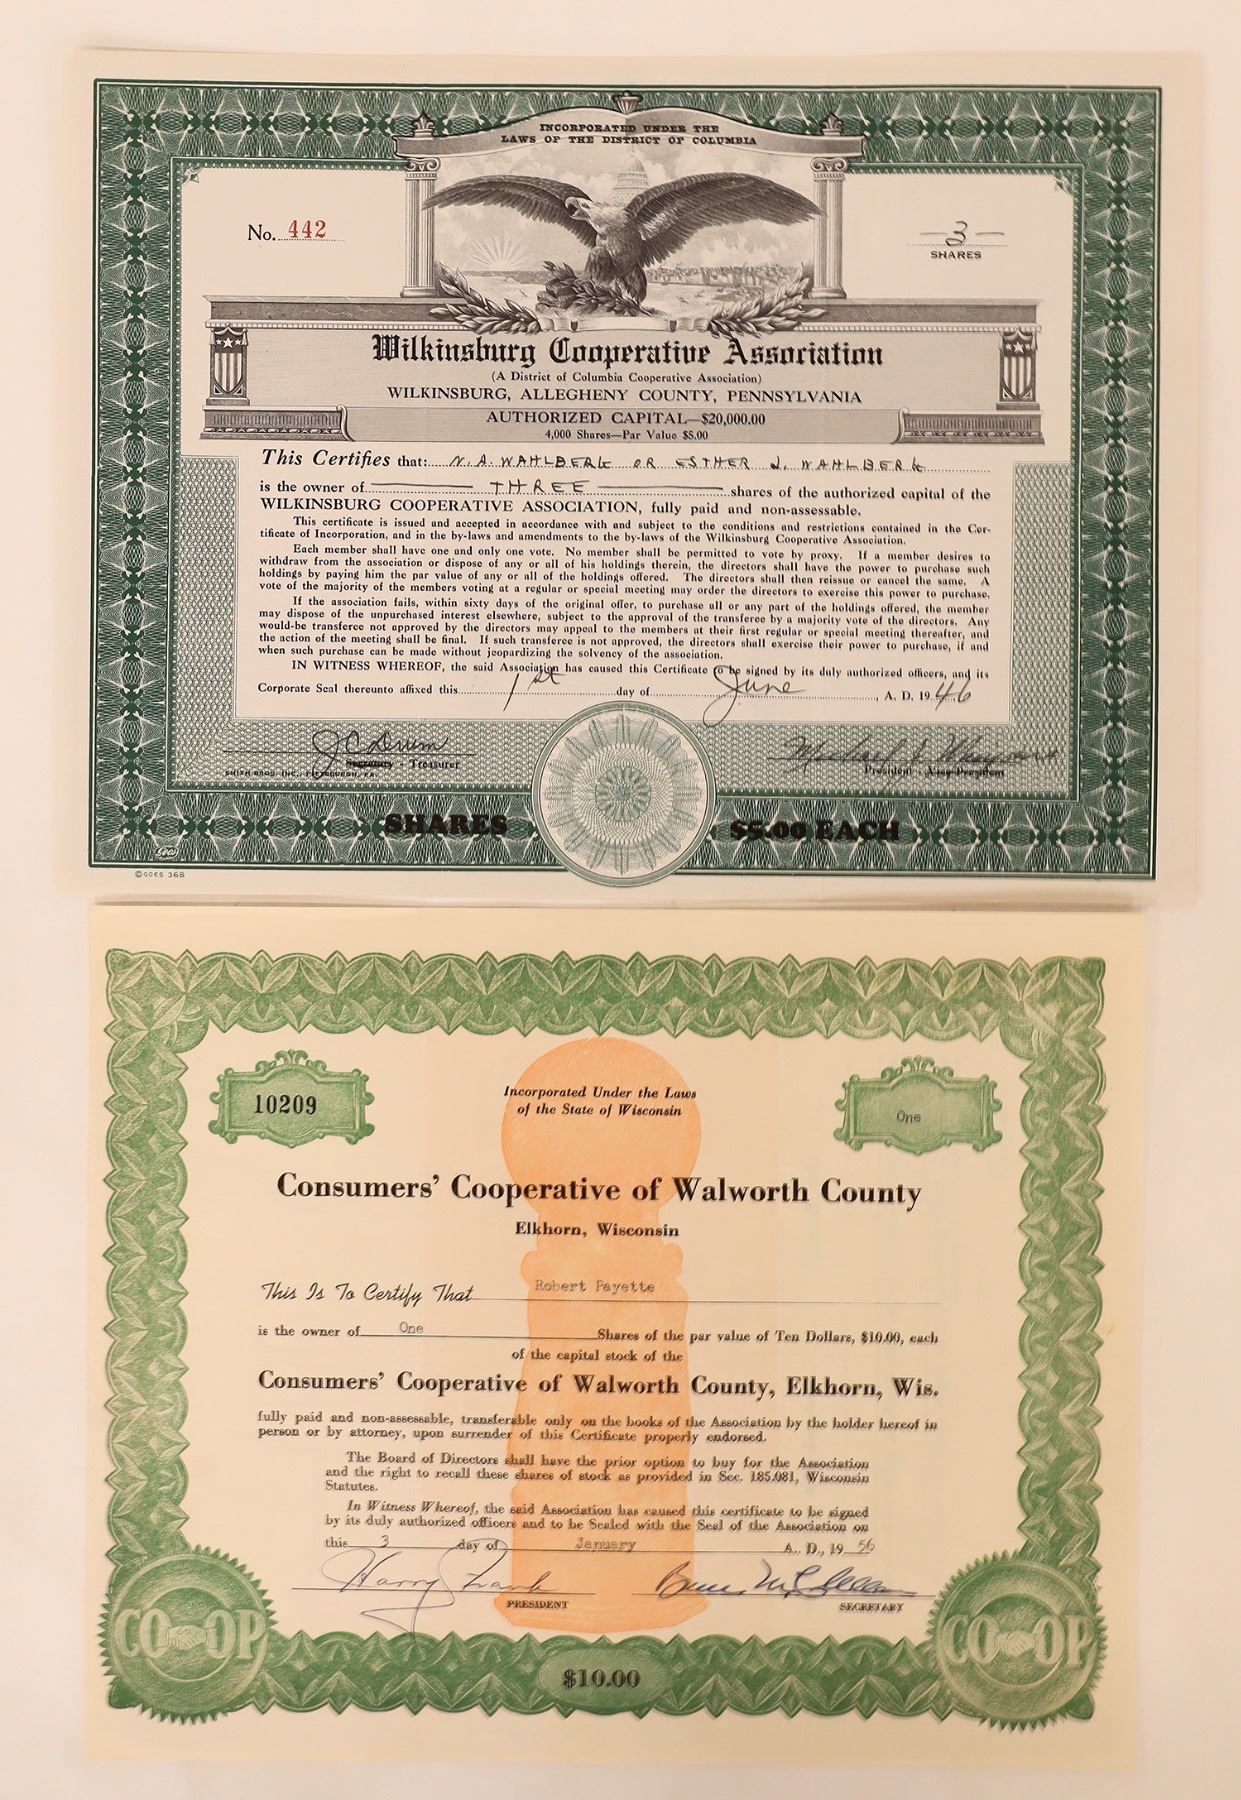 INCORPORATED UNDER THE
LAWS OF THE DISTRICT OF COLUMBIA
No. 442
3
SHARES
Wilkinsburg Cooperative Association
(A District of Columbia Cooperative Association)
WILKINSBURG, ALLEGHENY COUNTY, PENNSYLVANIA
AUTHORIZED CAPITAL—$20,000.00
4,000 Shares—Par Value $5.00
This Certifies that: N. A. WAHLBERG OR ESTHER J. WAHLBERG
is the owner of THREE shares of the authorized capital of the
WILKINSBURG COOPERATIVE ASSOCIATION, fully paid and non-assessable.
This certificate is issued and accepted in accordance with and subject to the conditions and restrictions contained in the Cer-
tificate of Incorporation, and in the by-laws and amendments to the by-laws of the Wilkinsburg Cooperative Association.
Each member shall have one and only one vote. No member shall be permitted to vote by proxy. If a member desires to
withdraw from the association or dispose of any or all of his holdings therein, the directors shall have the power to purchase such
holdings by paying him the par value of any or all of the holdings offered. The directors shall then reissue or cancel the same. A
vote of the majority of the members voting at a regular or special meeting may order the directors to exercise this power to purchase.
If the association fails, within sixty days of the original offer, to purchase all or any part of the holdings offered, the member
may dispose of the unpurchased interest elsewhere, subject to the approval of the transferee by a majority vote of the directors. Any
would-be transferee not approved by the directors may appeal to the members at their first regular or special meeting thereafter, and
the action of the meeting shall be final. If such transferee is not approved, the directors shall exercise their power to purchase, if and
when such purchase can be made without jeopardizing the solvency of the association.
IN WITNESS WHEREOF, the said Association has caused this Certificate to be signed by its duly authorized officers, and its
Corporate Seal thereunto affixed this 1st day of June, A. D. 1946
J C Drum
Michael J.
Secretary - Treasurer
President - Vice President
SMITH BROS. INC., PITTSBURGH, PA.
SHARES
$5.00 EACH
Goes
© GOES 368
10209
Incorporated Under the Laws
of the State of Wisconsin
One
Consumers' Cooperative of Walworth County
Elkhorn, Wisconsin
This Is To Certify That Robert Payette
is the owner of One Shares of the par value of Ten Dollars, $10.00, each
of the capital stock of the
Consumers' Cooperative of Walworth County, Elkhorn, Wis.
fully paid and non-assessable, transferable only on the books of the Association by the holder hereof in
person or by attorney, upon surrender of this Certificate properly endorsed.
The Board of Directors shall have the prior option to buy for the Association
and the right to recall these shares of stock as provided in Sec. 185.081, Wisconsin
Statutes.
In Witness Whereof, the said Association has caused this certificate to be signed
by its duly authorized officers and to be Sealed with the Seal of the Association on
this 3 day of January A. D., 19 56
Harry Frank
PRESIDENT
SECRETARY
CO-OP
CO-OP
$10.00